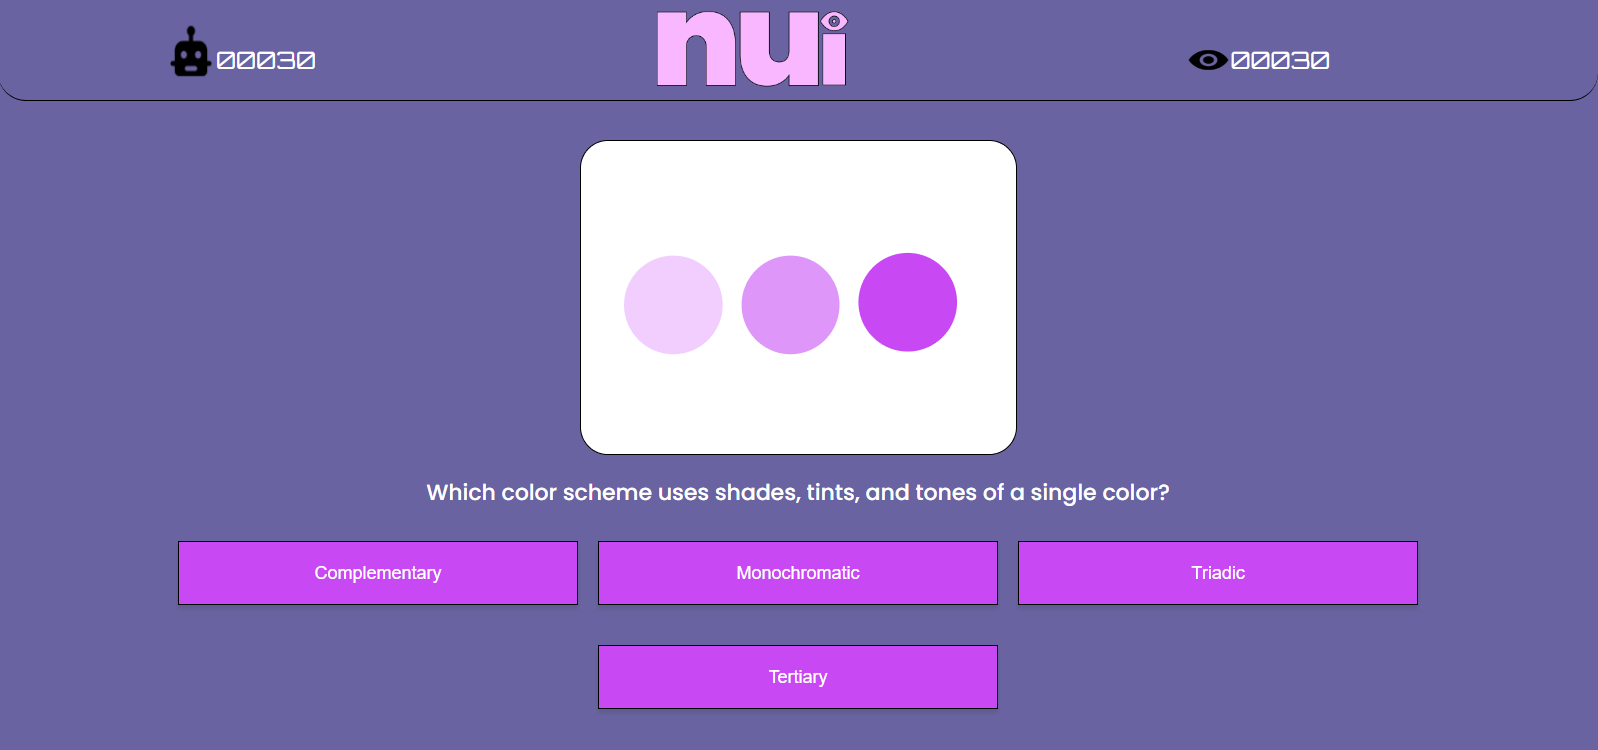 00030
nui
00030
Which color scheme uses shades, tints, and tones of a single color?
Complementary
Monochromatic
Triadic
Tertiary